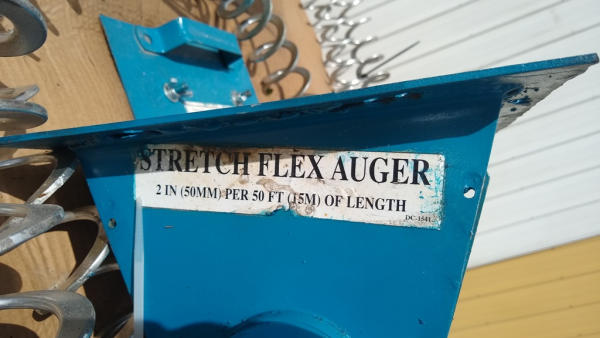 STRETCH FLEX AUGER
2 IN (50MM) PER 50 FT (15M) OF LENGTH
DC-1541